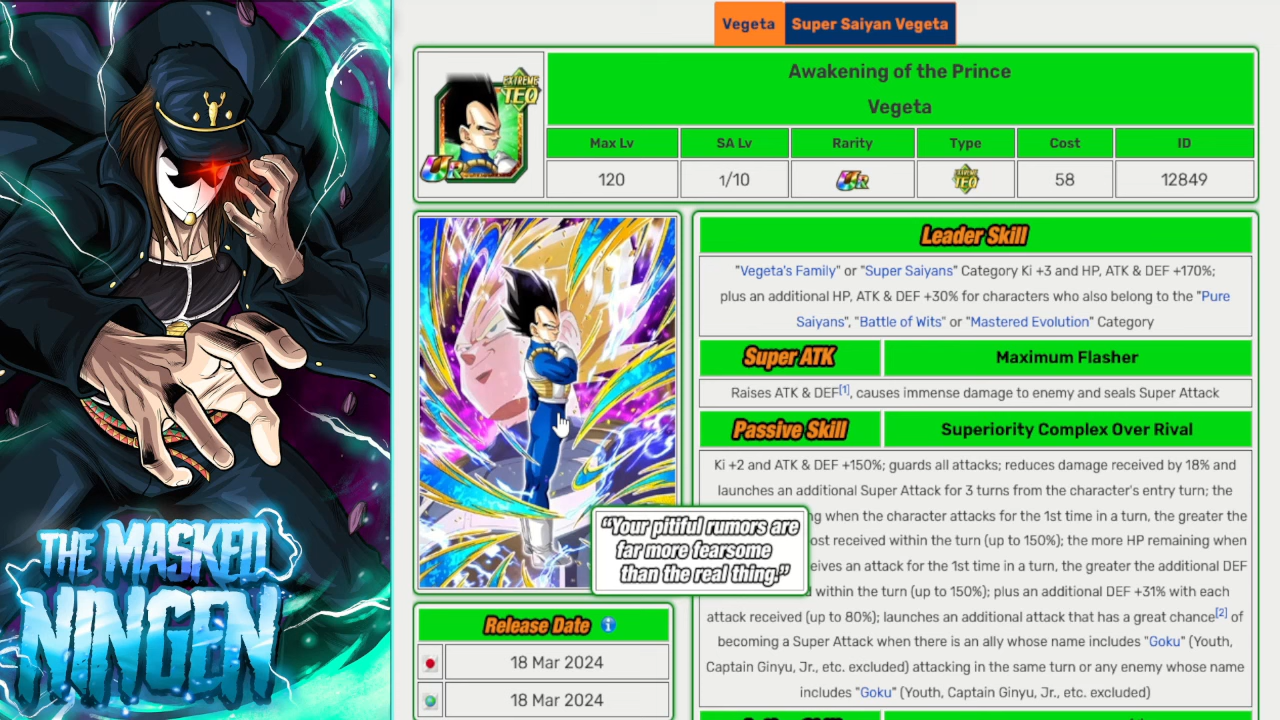 Vegeta
Super Saiyan Vegeta
EXTREME
TEQ
UR
Awakening of the Prince
Vegeta
Max Lv
SA Lv
Rarity
Type
Cost
ID
120
1/10
UR
EXTREME
TEQ
58
12849
Leader Skill
"Vegeta's Family" or "Super Saiyans" Category Ki +3 and HP, ATK & DEF +170%;
plus an additional HP, ATK & DEF +30% for characters who also belong to the "Pure
Saiyans", "Battle of Wits" or "Mastered Evolution" Category
Super ATK
Maximum Flasher
Raises ATK & DEF[1], causes immense damage to enemy and seals Super Attack
Passive Skill
Superiority Complex Over Rival
Ki +2 and ATK & DEF +150%; guards all attacks; reduces damage received by 18% and
launches an additional Super Attack for 3 turns from the character's entry turn; the
ng when the character attacks for the 1st time in a turn, the greater the
ost received within the turn (up to 150%); the more HP remaining when
eives an attack for the 1st time in a turn, the greater the additional DEF
within the turn (up to 150%); plus an additional DEF +31% with each
attack received (up to 80%); launches an additional attack that has a great chance[2] of
becoming a Super Attack when there is an ally whose name includes "Goku" (Youth,
Captain Ginyu, Jr., etc. excluded) attacking in the same turn or any enemy whose name
includes "Goku" (Youth, Captain Ginyu, Jr., etc. excluded)
"Your pitiful rumors are
far more fearsome
than the real thing."
Release Date
18 Mar 2024
18 Mar 2024
THE MASKED
NINGEN